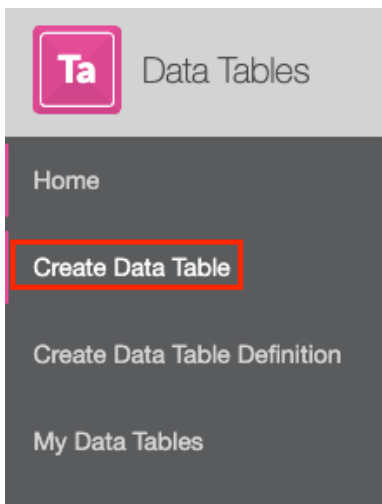 Ta Data Tables
Home
Create Data Table
Create Data Table Definition
My Data Tables